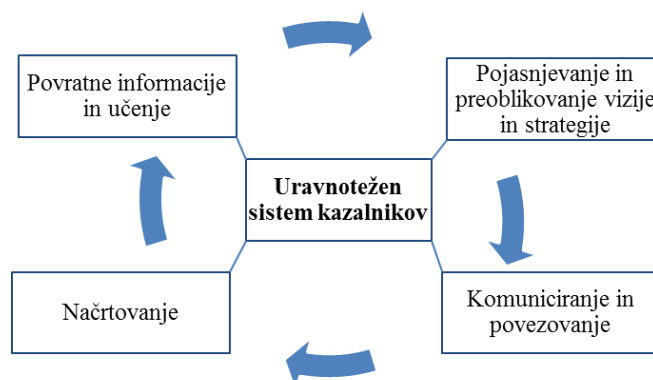 Povratne informacije
in učenje
Pojasnjevanje in
preoblikovanje vizije
in strategije
Uravnotežen
sistem kazalnikov
Načrtovanje
Komuniciranje in
povezovanje